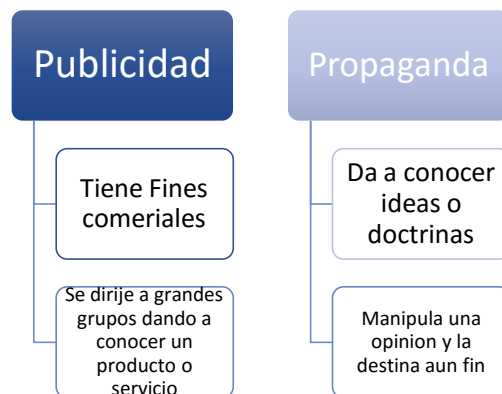 Publicidad
Tiene Fines
comeriales
Se dirije a grandes
grupos dando a
conocer un
producto o
servicio
Propaganda
Da a conocer
ideas o
doctrinas
Manipula una
opinion y la
destina aun fin